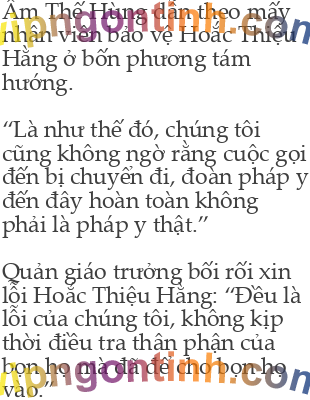 Âm Thế Hùng dẫn theo mấy
nhân viên bảo vệ Hoắc Thiệu
Hằng ở bốn phương tám
hướng.
“Là như thế đó, chúng tôi
cũng không ngờ rằng cuộc gọi
đến bị chuyển đi, đoàn pháp y
đến đây hoàn toàn không
phải là pháp y thật.”
Quản giáo trưởng bối rối xin
lỗi Hoắc Thiệu Hằng: “Đều là
lỗi của chúng tôi, không kịp
thời điều tra thân phận của
bọn họ mà đã để cho bọn họ
vào.”
vipngontinh.com
vipngontinh.com